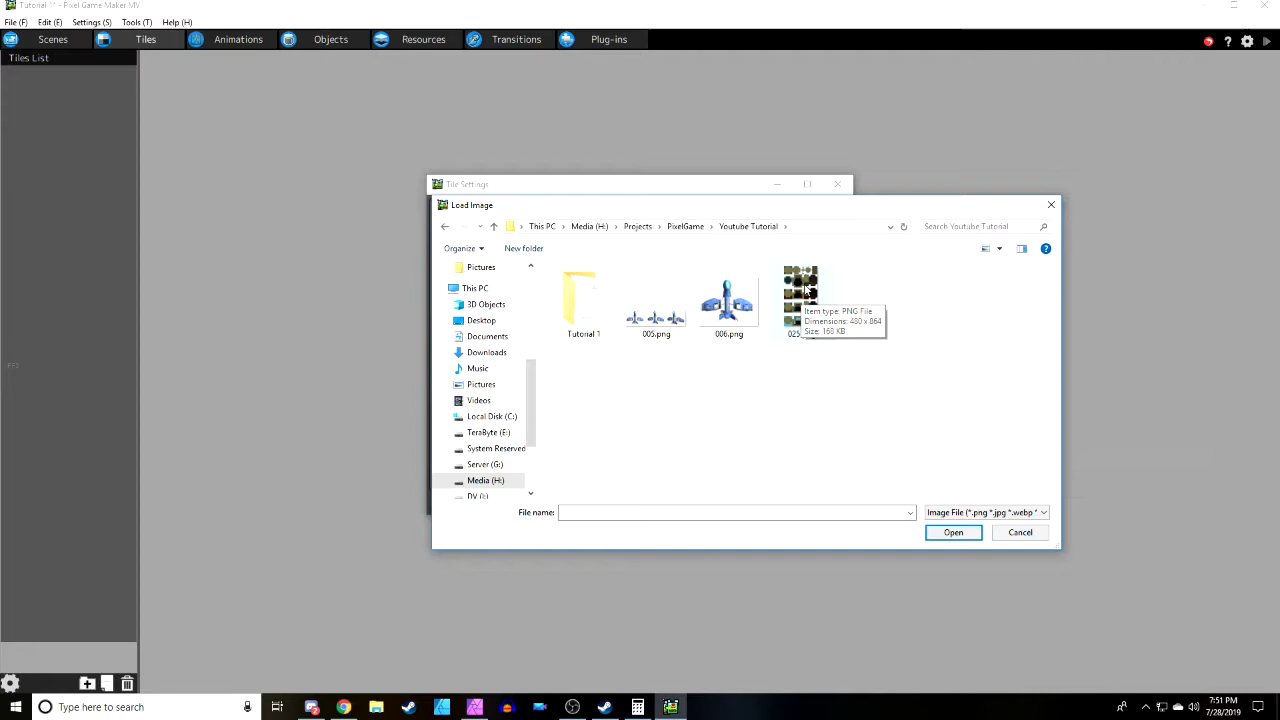 Tutorial 1* - Pixel Game Maker MV
File (F) Edit (E) Settings (S) Tools (T) Help (H)
Scenes Tiles Animations Objects Resources Transitions Plug-ins
Tiles List
Tile Settings
Load Image
This PC > Media (H:) > Projects > PixelGame > Youtube Tutorial >
Search Youtube Tutorial
Organize New folder
Pictures
This PC
3D Objects
Desktop
Documents
Downloads
Music
Pictures
Videos
Local Disk (C:)
TeraByte (E:)
System Reserved
Server (G:)
Media (H:)
DV (I:)
Tutorial 1
005.png
006.png
Item type: PNG File
Dimensions: 480 x 864
Size: 168 KB
File name:
Image File (*.png *.jpg *.webp *
Open Cancel
Type here to search
7:51 PM
7/28/2019